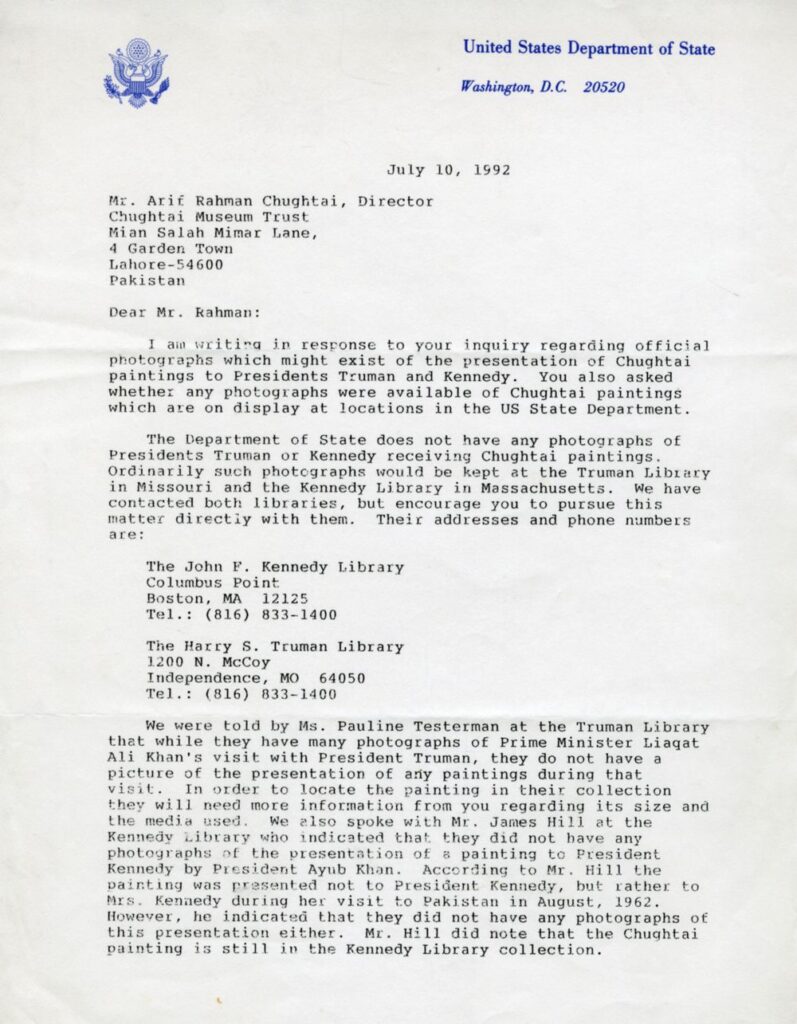 United States Department of State
Washington, D.C. 20520
July 10, 1992
Mr. Arif Rahman Chughtai, Director
Chughtai Museum Trust
Mian Salah Mimar Lane,
4 Garden Town
Lahore-54600
Pakistan
Dear Mr. Rahman:
I am writing in response to your inquiry regarding official
photographs which might exist of the presentation of Chughtai
paintings to Presidents Truman and Kennedy. You also asked
whether any photographs were available of Chughtai paintings
which are on display at locations in the US State Department.
The Department of State does not have any photographs of
Presidents Truman or Kennedy receiving Chughtai paintings.
Ordinarily such photographs would be kept at the Truman Library
in Missouri and the Kennedy Library in Massachusetts. We have
contacted both libraries, but encourage you to pursue this
matter directly with them. Their addresses and phone numbers
are:
The John F. Kennedy Library
Columbus Point
Boston, MA 12125
Tel.: (816) 833-1400
The Harry S. Truman Library
1200 N. McCoy
Independence, MO 64050
Tel.: (816) 833-1400
We were told by Ms. Pauline Testerman at the Truman Library
that while they have many photographs of Prime Minister Liaqat
Ali Khan's visit with President Truman, they do not have a
picture of the presentation of any paintings during that
visit. In order to locate the painting in their collection
they will need more information from you regarding its size and
the media used. We also spoke with Mr. James Hill at the
Kennedy Library who indicated that they did not have any
photographs of the presentation of a painting to President
Kennedy by President Ayub Khan. According to Mr. Hill the
painting was presented not to President Kennedy, but rather to
Mrs. Kennedy during her visit to Pakistan in August, 1962.
However, he indicated that they did not have any photographs of
this presentation either. Mr. Hill did note that the Chughtai
painting is still in the Kennedy Library collection.